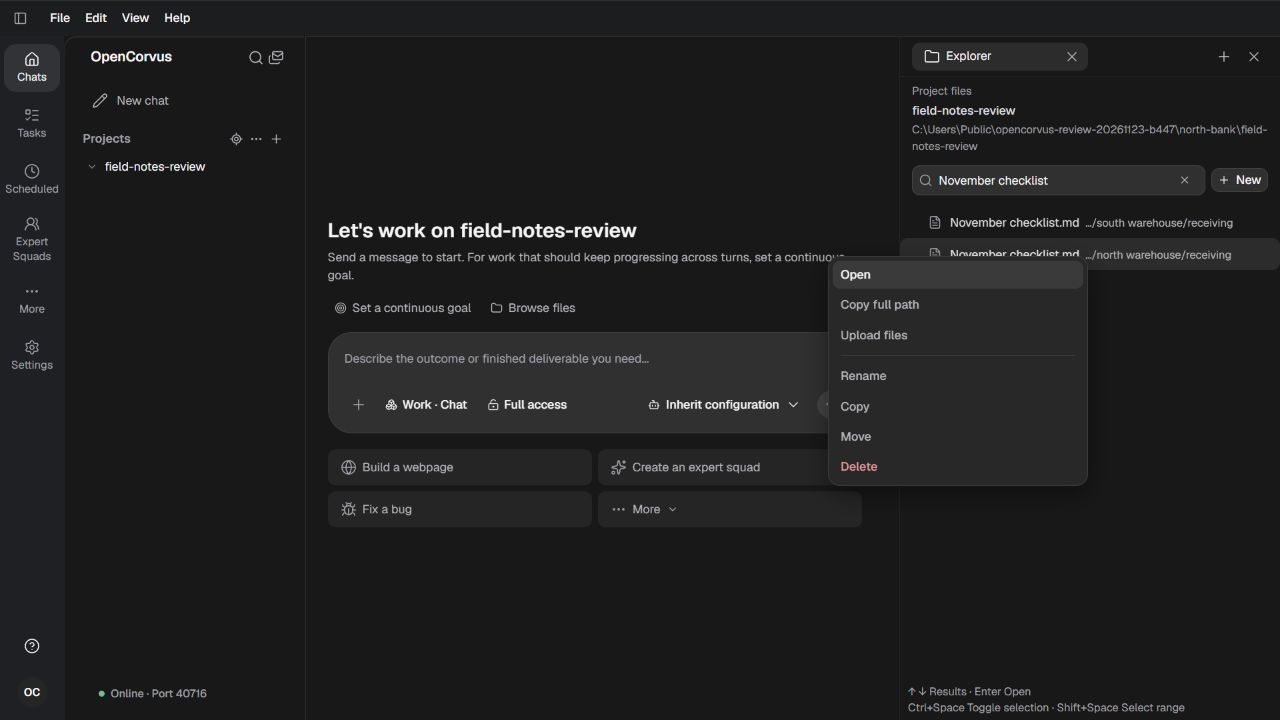 File Edit View Help
Chats
Tasks
Scheduled
Expert
Squads
More
Settings
OC
OpenCorvus
New chat
Projects
field-notes-review
Online · Port 40716
Let's work on field-notes-review
Send a message to start. For work that should keep progressing across turns, set a continuous
goal.
Set a continuous goal Browse files
Describe the outcome or finished deliverable you need...
Work · Chat Full access Inherit configuration
Build a webpage Create an expert squad
Fix a bug More
Explorer
Project files
field-notes-review
C:\Users\Public\opencorvus-review-20261123-b447\north-bank\field-
notes-review
November checklist New
November checklist.md .../south warehouse/receiving
November checklist.md .../north warehouse/receiving
Open
Copy full path
Upload files
Rename
Copy
Move
Delete
↑ ↓ Results · Enter Open
Ctrl+Space Toggle selection · Shift+Space Select range